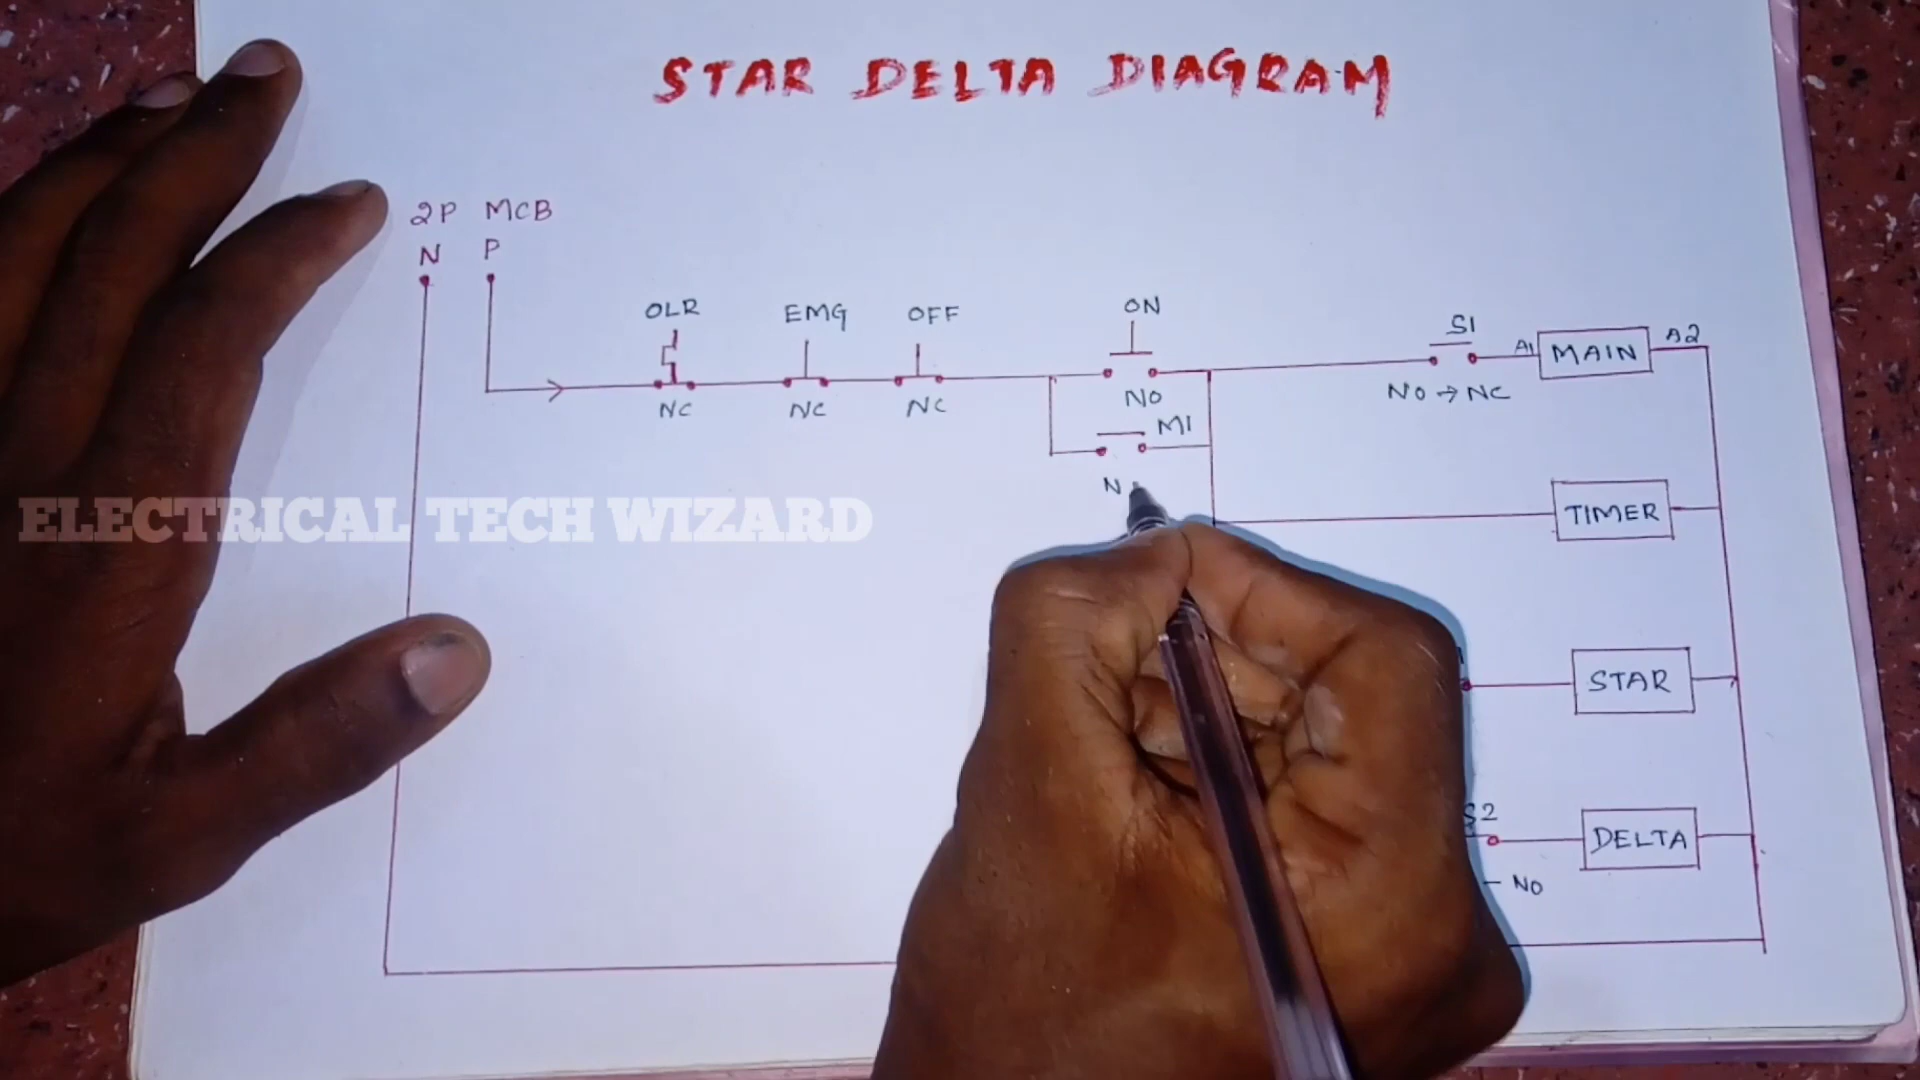 STAR DELTA DIAGRAM
2P MCB
N P
OLR EMG OFF ON S1
A1 MAIN A2
NC NC NC NO NO → NC
M1
N
TIMER
ELECTRICAL TECH WIZARD
STAR
S2
DELTA
- NO